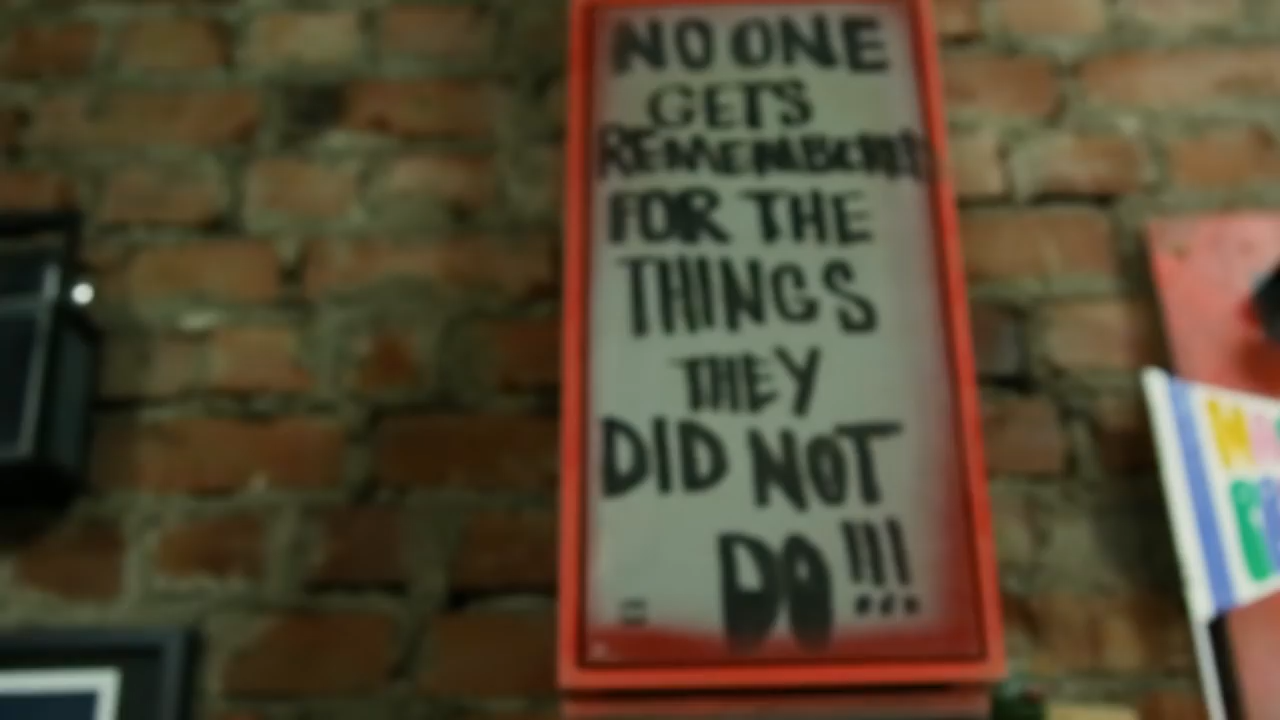 NO ONE
GETS
REMEMBERED
FOR THE
THINGS
THEY
DID NOT
DO!!!